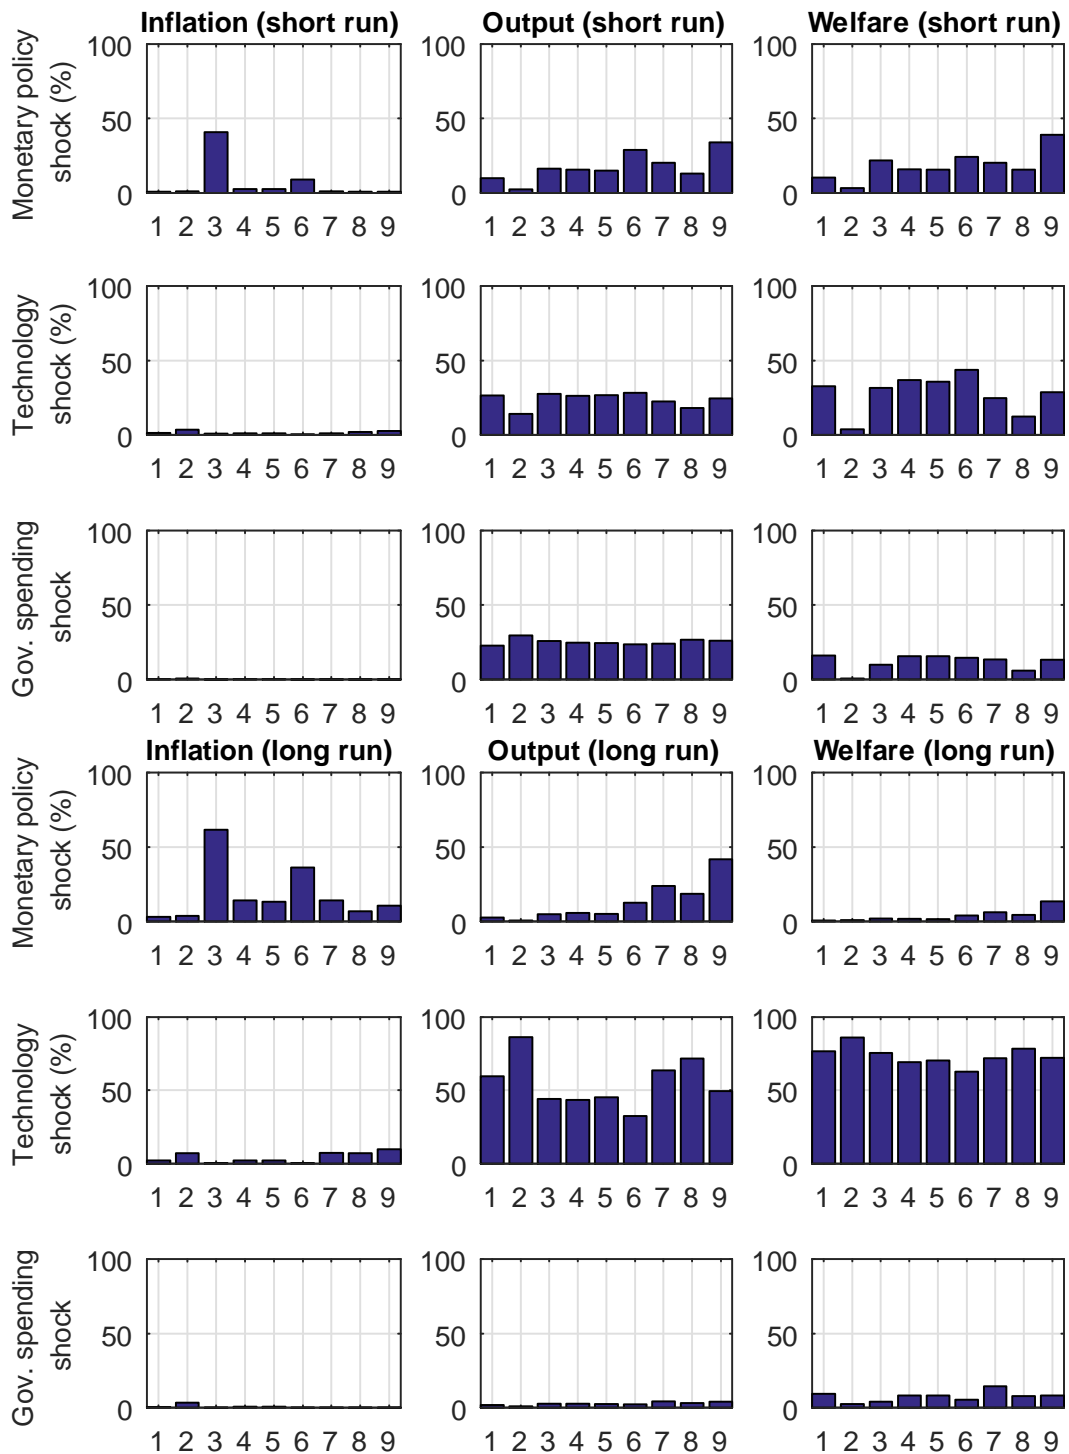 Inflation (short run) Output (short run) Welfare (short run)
Monetary policy
shock (%)
100 100 100
50 50 50
0 0 0
1 2 3 4 5 6 7 8 9 1 2 3 4 5 6 7 8 9 1 2 3 4 5 6 7 8 9
Technology
shock (%)
100 100 100
50 50 50
0 0 0
1 2 3 4 5 6 7 8 9 1 2 3 4 5 6 7 8 9 1 2 3 4 5 6 7 8 9
Gov. spending
shock
100 100 100
50 50 50
0 0 0
1 2 3 4 5 6 7 8 9 1 2 3 4 5 6 7 8 9 1 2 3 4 5 6 7 8 9
Inflation (long run) Output (long run) Welfare (long run)
Monetary policy
shock (%)
100 100 100
50 50 50
0 0 0
1 2 3 4 5 6 7 8 9 1 2 3 4 5 6 7 8 9 1 2 3 4 5 6 7 8 9
Technology
shock (%)
100 100 100
50 50 50
0 0 0
1 2 3 4 5 6 7 8 9 1 2 3 4 5 6 7 8 9 1 2 3 4 5 6 7 8 9
Gov. spending
shock
100 100 100
50 50 50
0 0 0
1 2 3 4 5 6 7 8 9 1 2 3 4 5 6 7 8 9 1 2 3 4 5 6 7 8 9